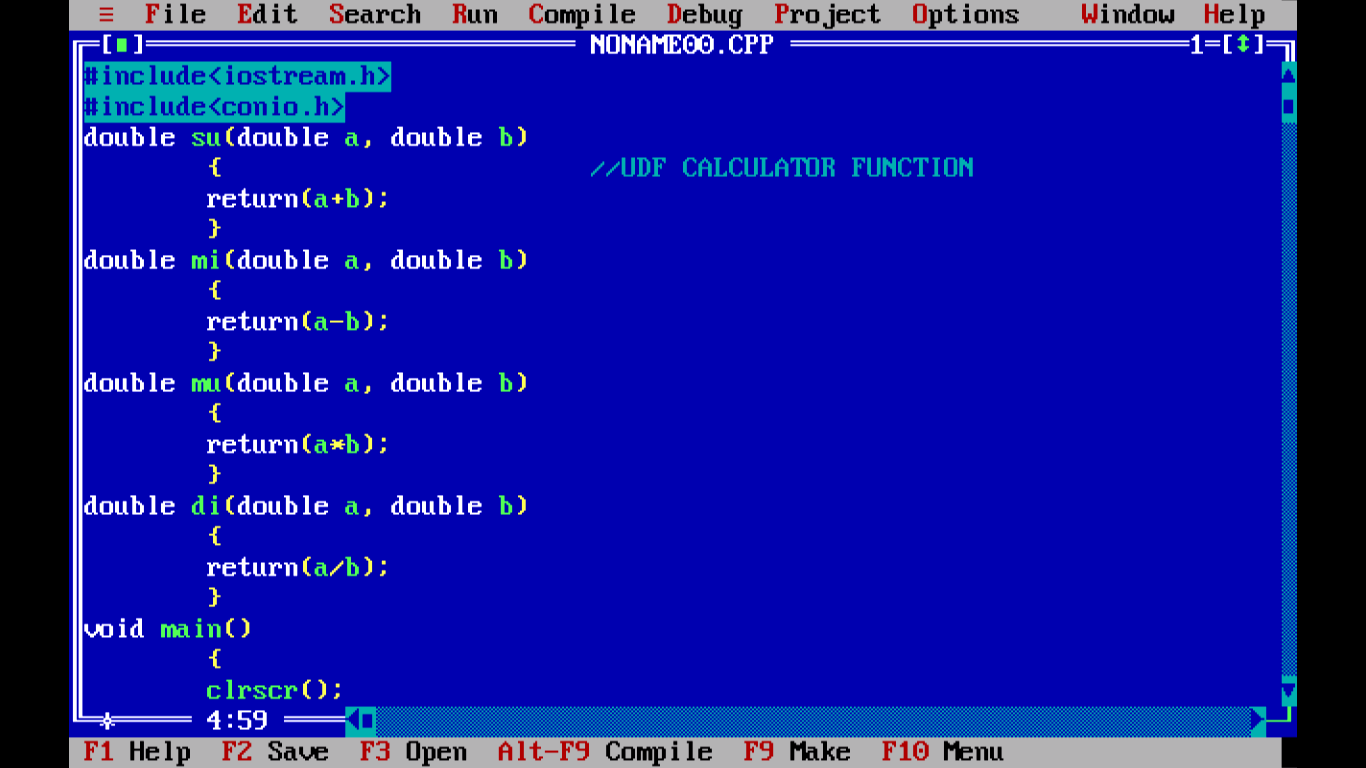 ≡ File Edit Search Run Compile Debug Project Options Window Help
[■] NONAME00.CPP 1=[↕]
#include<iostream.h>
#include<conio.h>
double su(double a, double b)
{ //UDF CALCULATOR FUNCTION
return(a+b);
}
double mi(double a, double b)
{
return(a-b);
}
double mu(double a, double b)
{
return(a*b);
}
double di(double a, double b)
{
return(a/b);
}
void main()
{
clrscr();
4:59
F1 Help F2 Save F3 Open Alt-F9 Compile F9 Make F10 Menu